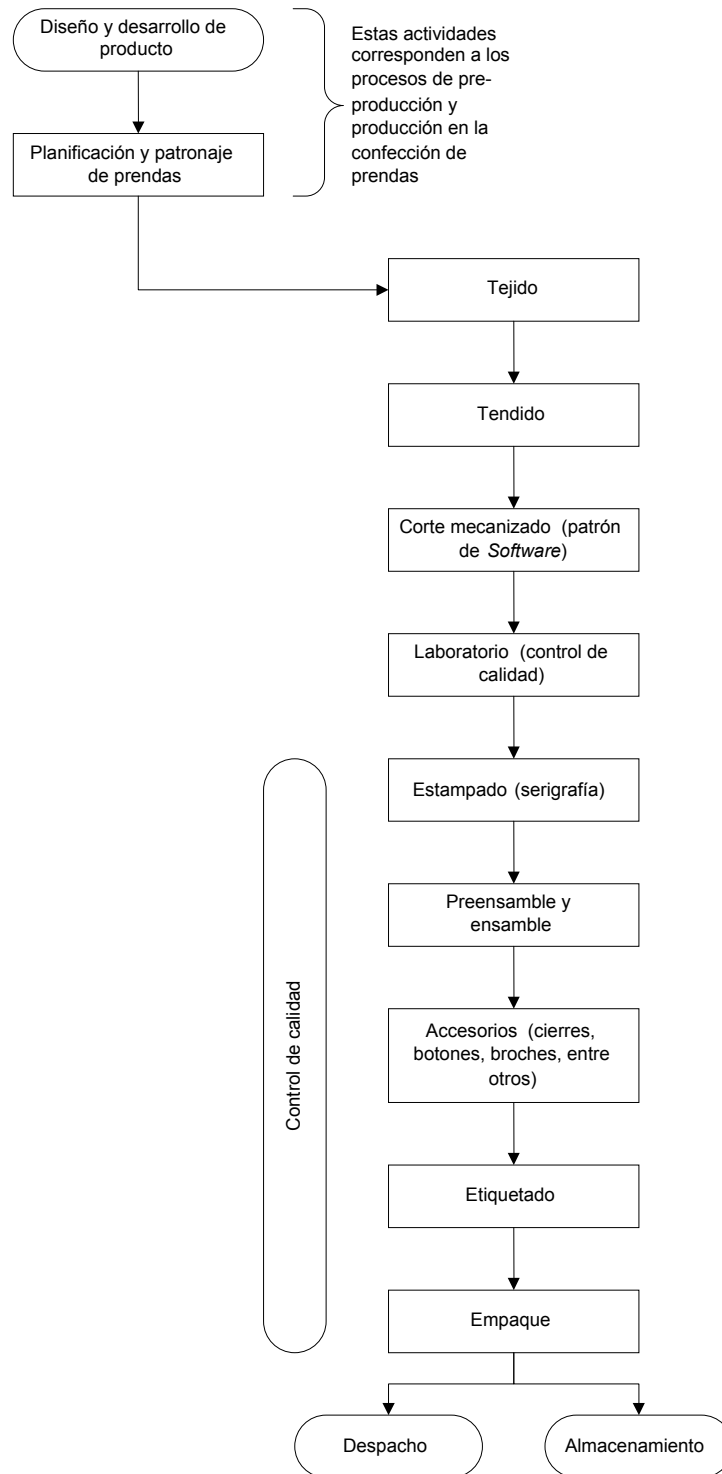 Diseño y desarrollo de
producto
Estas actividades
corresponden a los
procesos de pre-
producción y
producción en la
confección de
prendas
Planificación y patronaje
de prendas
Tejido
Tendido
Corte mecanizado (patrón
de Software)
Laboratorio (control de
calidad)
Control de calidad
Estampado (serigrafía)
Preensamble y
ensamble
Accesorios (cierres,
botones, broches, entre
otros)
Etiquetado
Empaque
Despacho
Almacenamiento